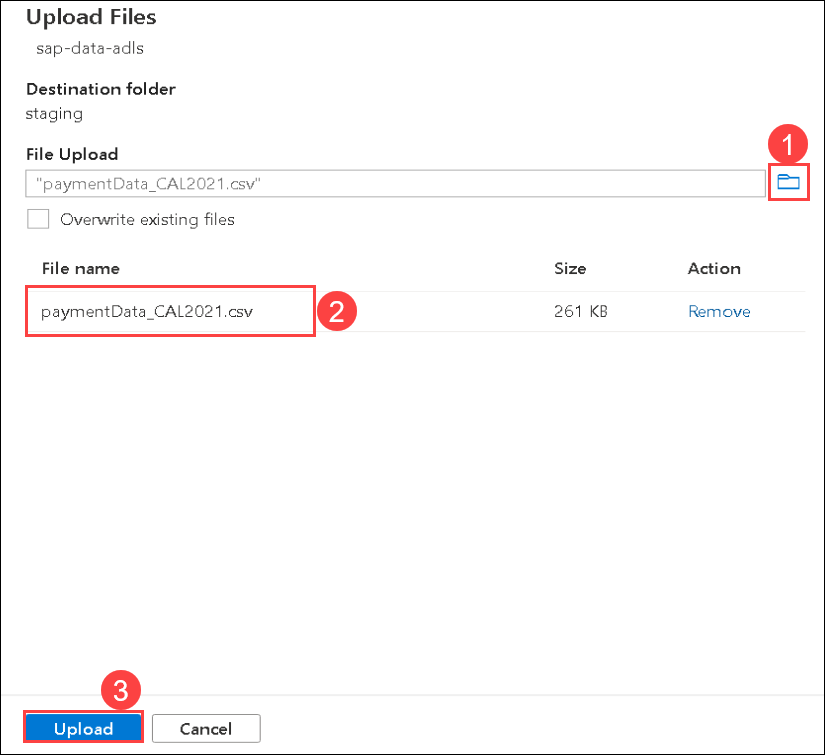 Upload Files
sap-data-adls
Destination folder
staging
File Upload
1
"paymentData_CAL2021.csv"
Overwrite existing files
File name Size Action
paymentData_CAL2021.csv 2 261 KB Remove
3
Upload Cancel